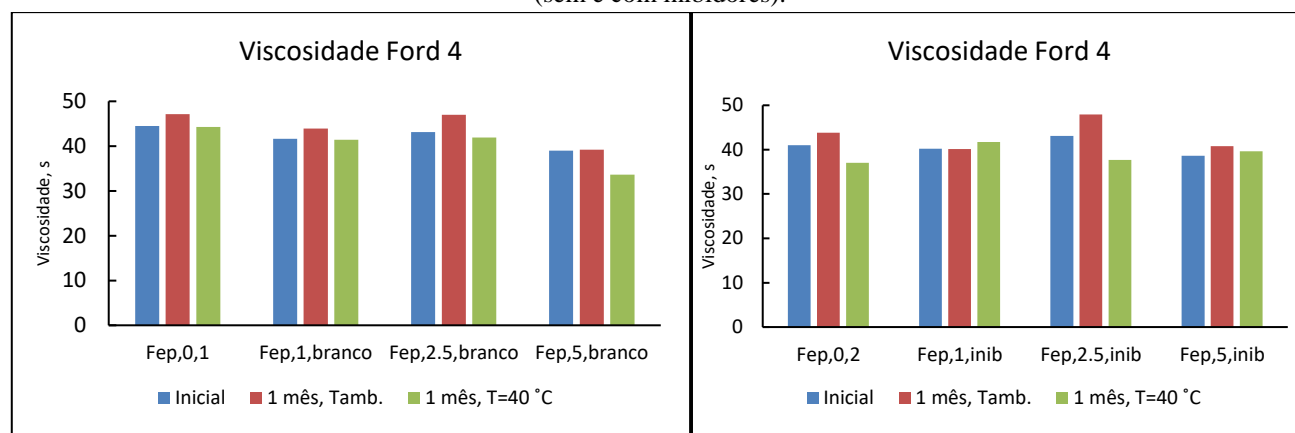 (sem e com inibidores).
Viscosidade Ford 4
Viscosidade, s
50
40
30
20
10
0
Fep,0,1 Fep,1,branco Fep,2.5,branco Fep,5,branco
Inicial 1 mês, Tamb. 1 mês, T=40 ˚C
Viscosidade Ford 4
Viscosidade, s
50
40
30
20
10
0
Fep,0,2 Fep,1,inib Fep,2.5,inib Fep,5,inib
Inicial 1 mês, Tamb. 1 mês, T=40 ˚C